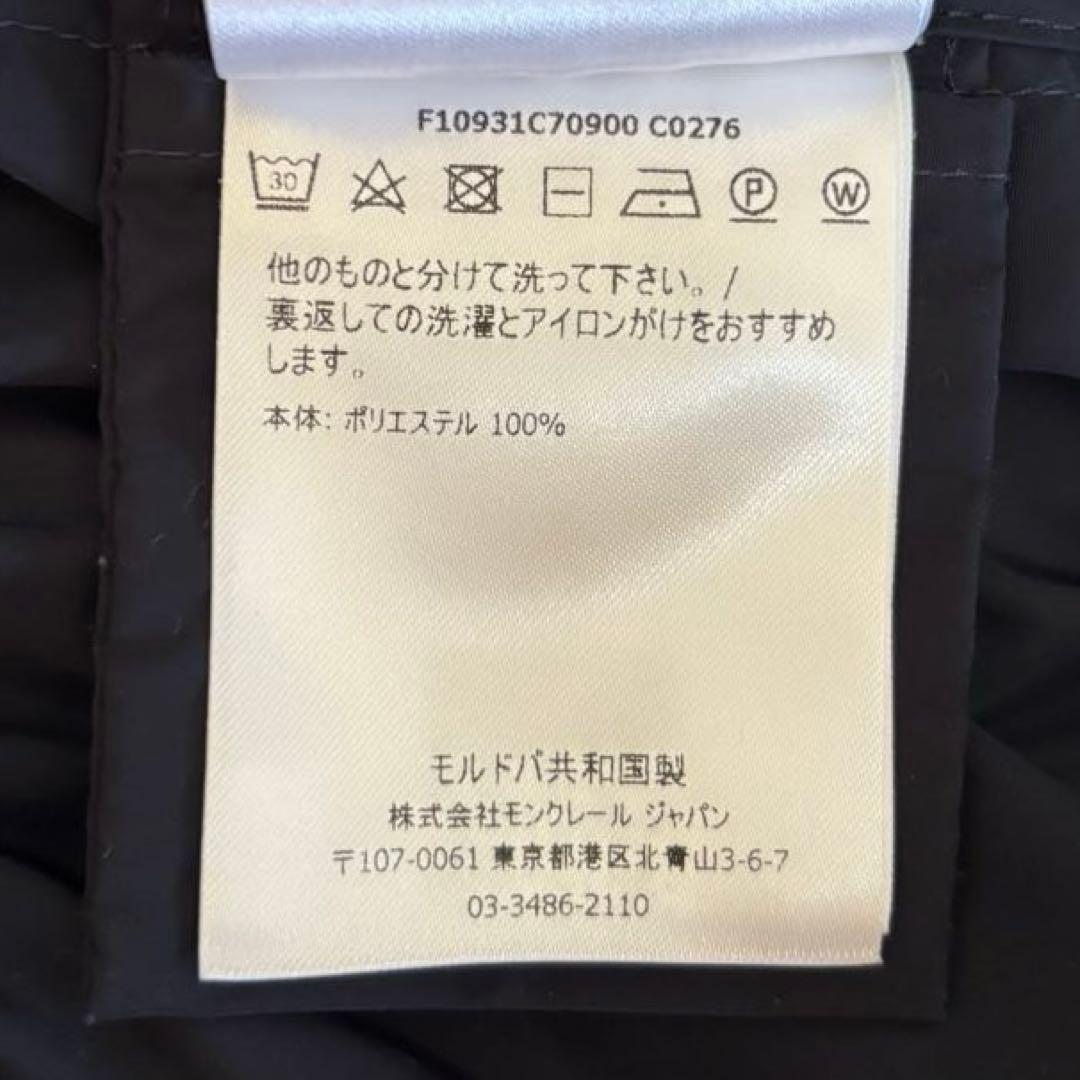 F10931C70900 C0276
30
P
W
他のものと分けて洗って下さい。/
裏返しての洗濯とアイロンがけをおすすめ
します。
本体: ポリエステル 100%
モルドバ共和国製
株式会社モンクレール ジャパン
〒107-0061 東京都港区北青山3-6-7
03-3486-2110